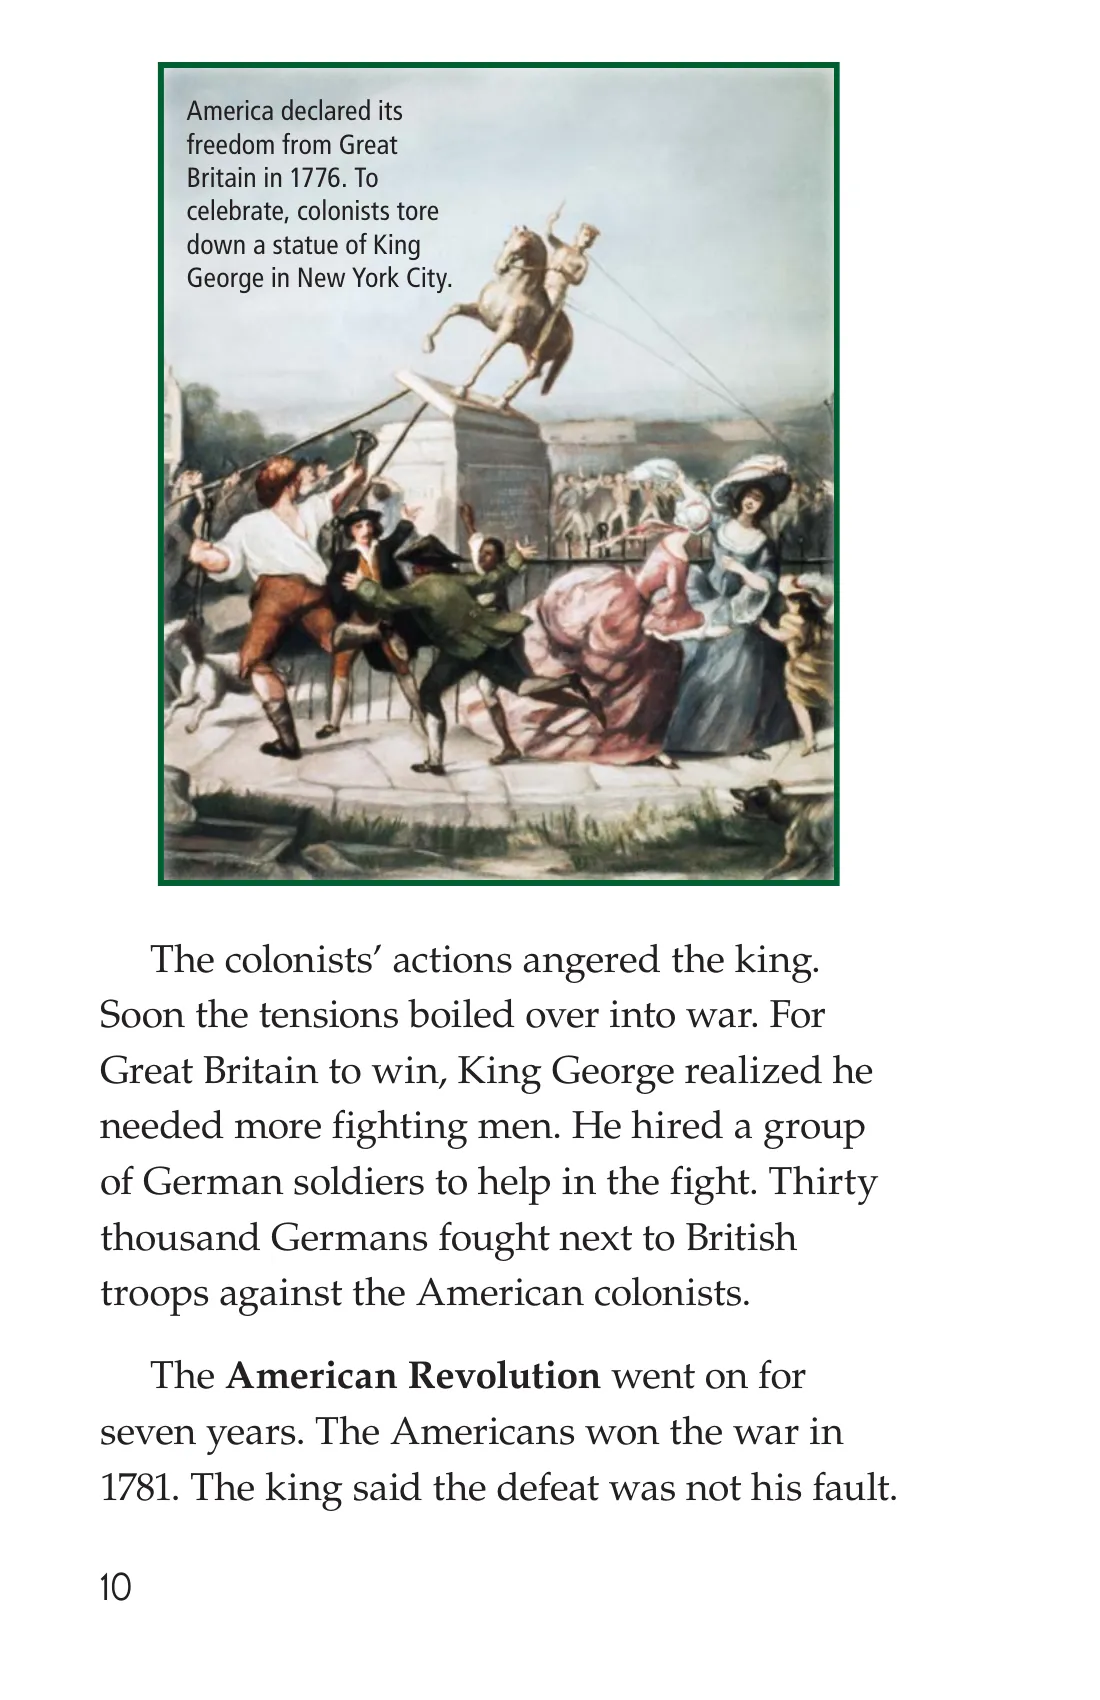 America declared its
freedom from Great
Britain in 1776. To
celebrate, colonists tore
down a statue of King
George in New York City.
The colonists’ actions angered the king.
Soon the tensions boiled over into war. For
Great Britain to win, King George realized he
needed more fighting men. He hired a group
of German soldiers to help in the fight. Thirty
thousand Germans fought next to British
troops against the American colonists.
The American Revolution went on for
seven years. The Americans won the war in
1781. The king said the defeat was not his fault.
10